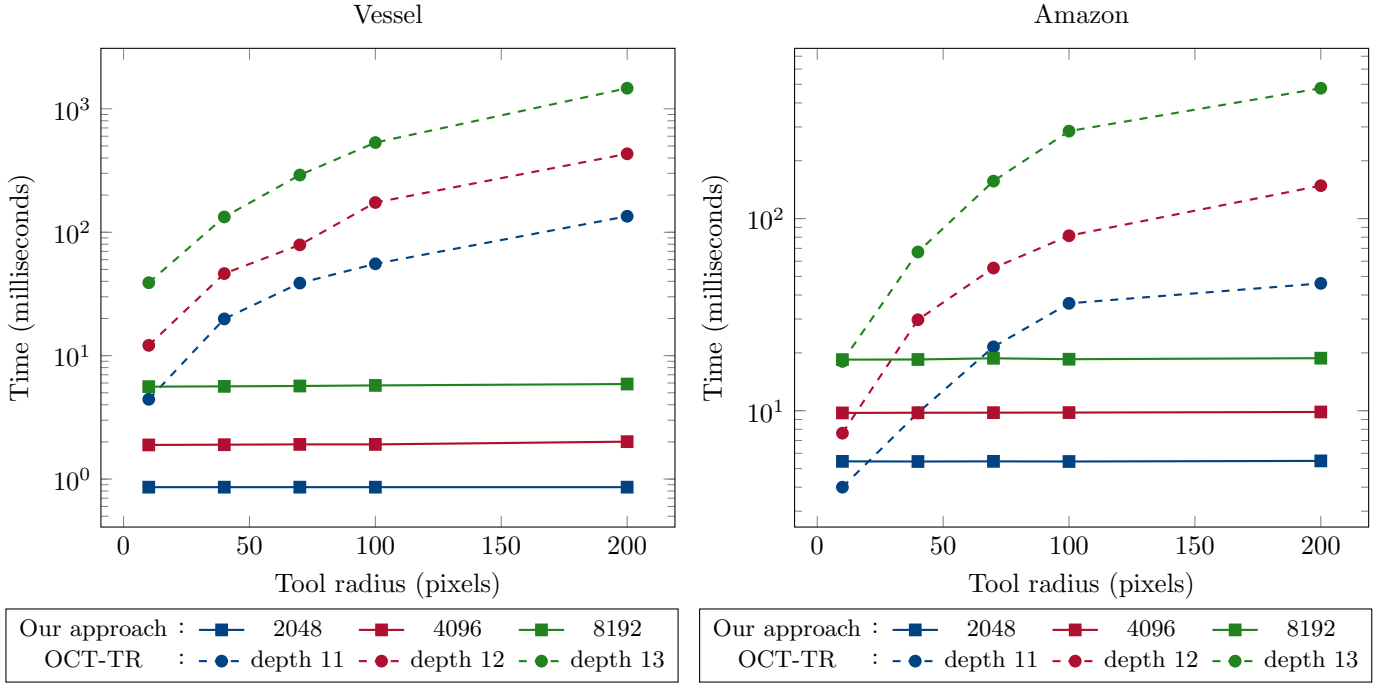 Vessel
Time (milliseconds)
10^3
10^2
10^1
10^0
0 50 100 150 200
Tool radius (pixels)
Our approach : 2048 4096 8192
OCT-TR : depth 11 depth 12 depth 13
Amazon
Time (milliseconds)
10^2
10^1
0 50 100 150 200
Tool radius (pixels)
Our approach : 2048 4096 8192
OCT-TR : depth 11 depth 12 depth 13